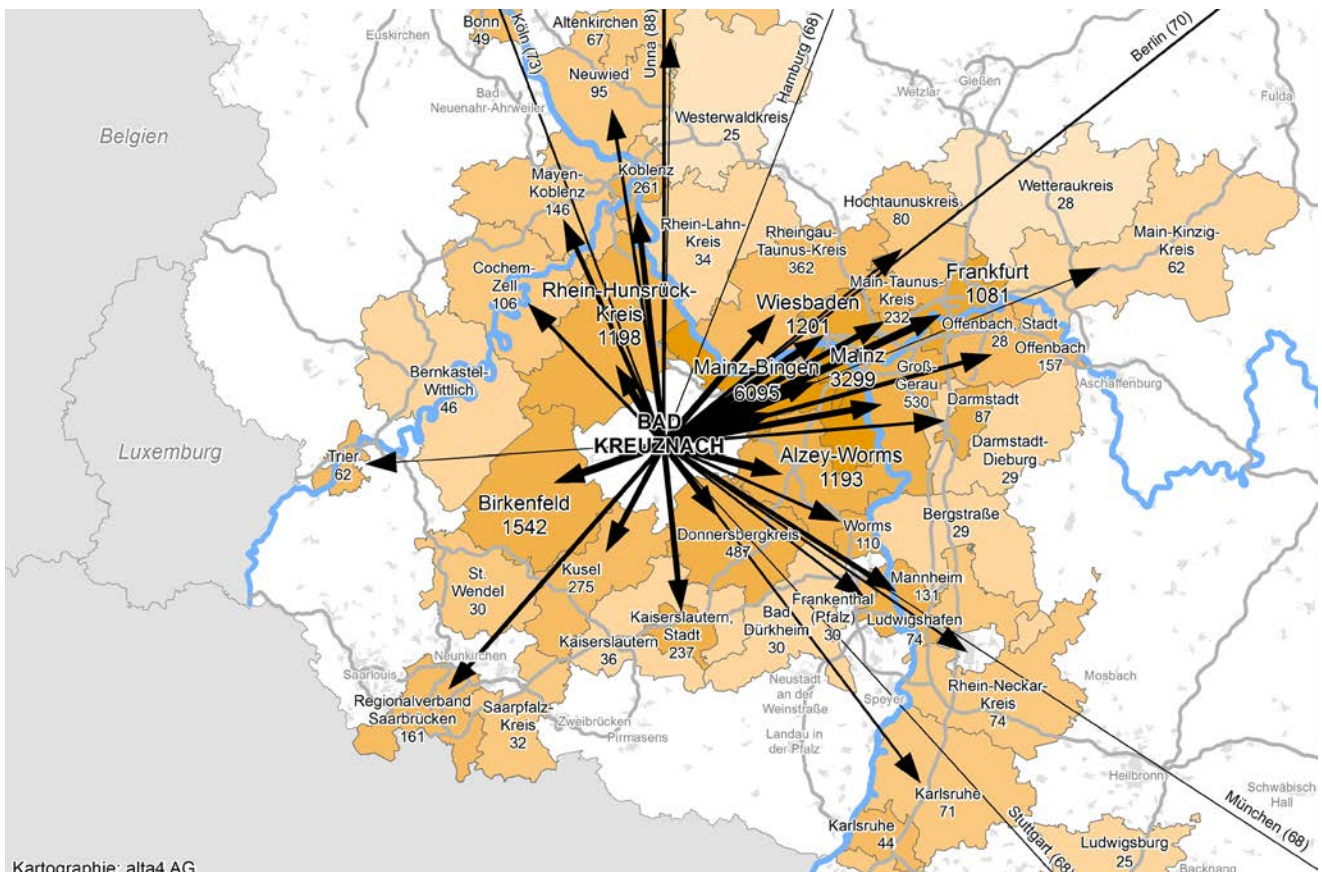 Bonn
49
Altenkirchen
67
Köln (73)
Unna (88)
Hamburg (68)
Berlin (70)
Euskirchen
Neuwied
95
Bad
Neuenahr-Ahrweiler
Gießen
Wetzlar
Fulda
Westerwaldkreis
25
Belgien
Mayen-
Koblenz
146
Koblenz
261
Wetteraukreis
28
Hochtaunuskreis
80
Rhein-Lahn-
Kreis
34
Rheingau-
Taunus-Kreis
362
Main-Kinzig-
Kreis
62
Cochem-
Zell
106
Main-Taunus-
Kreis
232
Frankfurt
1081
Rhein-Hunsrück-
Kreis
1198
Wiesbaden
1201
Offenbach, Stadt
28
Offenbach
157
Mainz
3299
Mainz-Bingen
6095
Groß-
Gerau
530
Aschaffenburg
Bernkastel-
Wittlich
46
Darmstadt
87
BAD
KREUZNACH
Luxemburg
Trier
62
Alzey-Worms
1193
Darmstadt-
Dieburg
29
Birkenfeld
1542
Donnersbergkreis
487
Worms
110
Bergstraße
29
St.
Wendel
30
Kusel
275
Mannheim
131
Frankenthal
(Pfalz)
30
Ludwigshafen
74
Kaiserslautern,
Stadt
237
Bad
Dürkheim
30
Kaiserslautern
36
Neunkirchen
Saarlouis
Neustadt
an der
Weinstraße
Speyer
Mosbach
Rhein-Neckar-
Kreis
74
Regionalverband
Saarbrücken
161
Saarpfalz-
Kreis
32
Zweibrücken
Pirmasens
Landau in
der Pfalz
Heilbronn
Schwäbisch
Hall
Karlsruhe
71
Karlsruhe
44
Stuttgart (68)
München (68)
Ludwigsburg
25
Backnang
Kartographie: alta4 AG